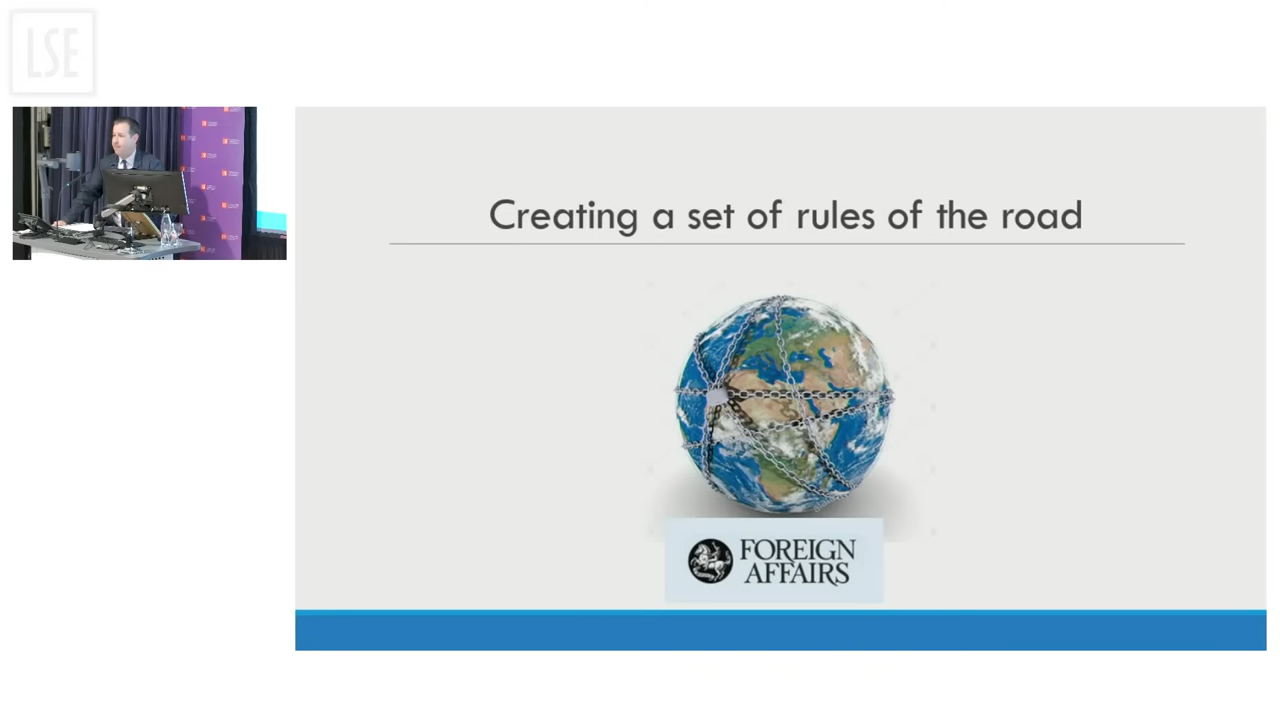 LSE
Creating a set of rules of the road
FOREIGN
AFFAIRS